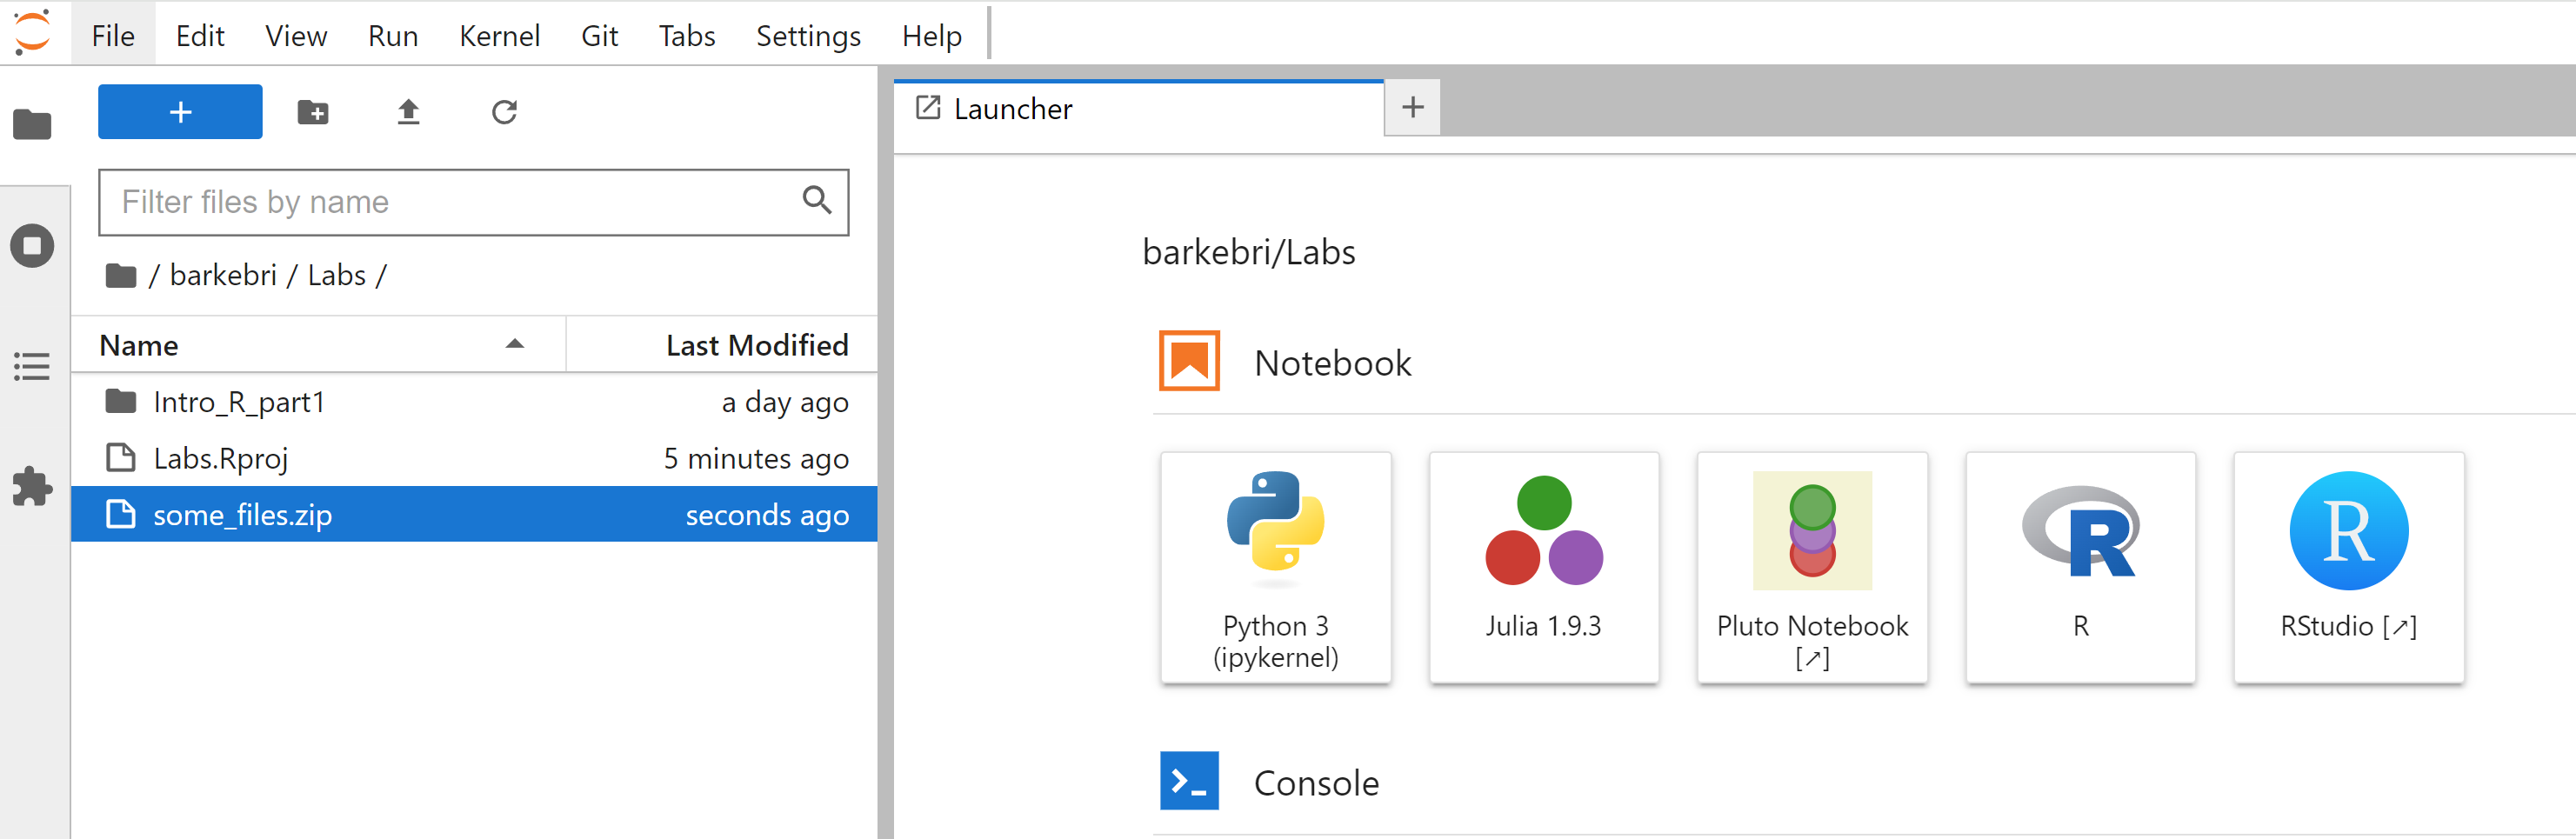 File Edit View Run Kernel Git Tabs Settings Help
+
Launcher
+
Filter files by name
/ barkebri / Labs /
Name Last Modified
Intro_R_part1 a day ago
Labs.Rproj 5 minutes ago
some_files.zip seconds ago
barkebri/Labs
Notebook
Python 3
(ipykernel)
Julia 1.9.3
Pluto Notebook
[↗]
R
R
R
RStudio [↗]
Console